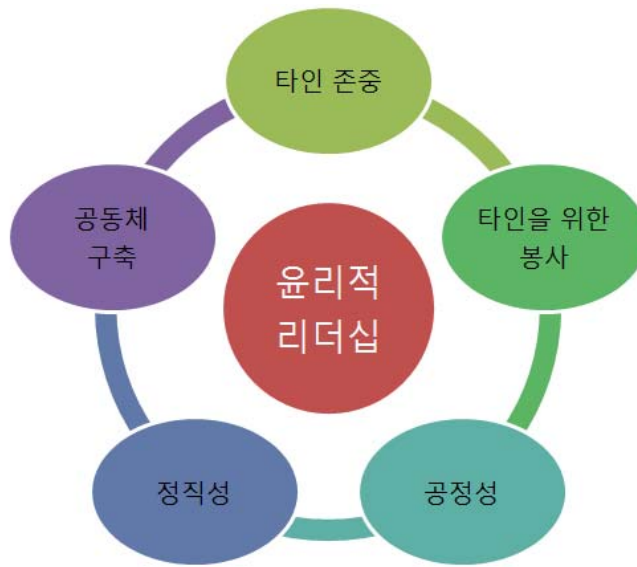 타인 존중
타인을 위한
봉사
공정성
정직성
공동체
구축
윤리적
리더십